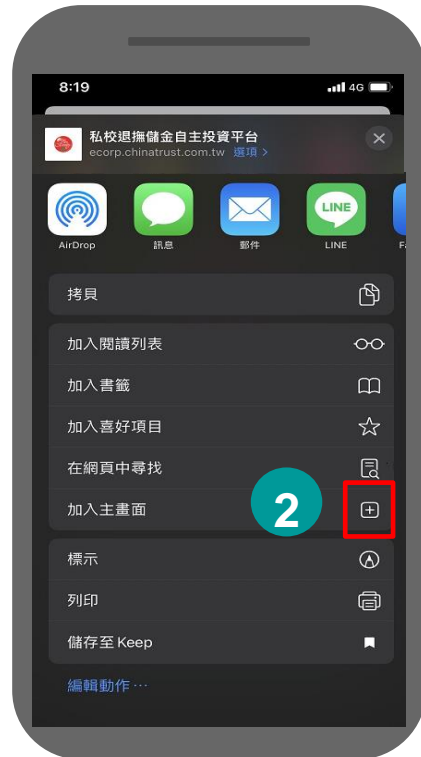 8:19
4G
私校退撫儲金自主投資平台
ecorp.chinatrust.com.tw 選項 >
LINE
AirDrop 訊息 郵件 LINE Fa
拷貝
加入閱讀列表
加入書籤
加入喜好項目
在網頁中尋找
加入主畫面
2
標示
列印
儲存至 Keep
編輯動作⋯